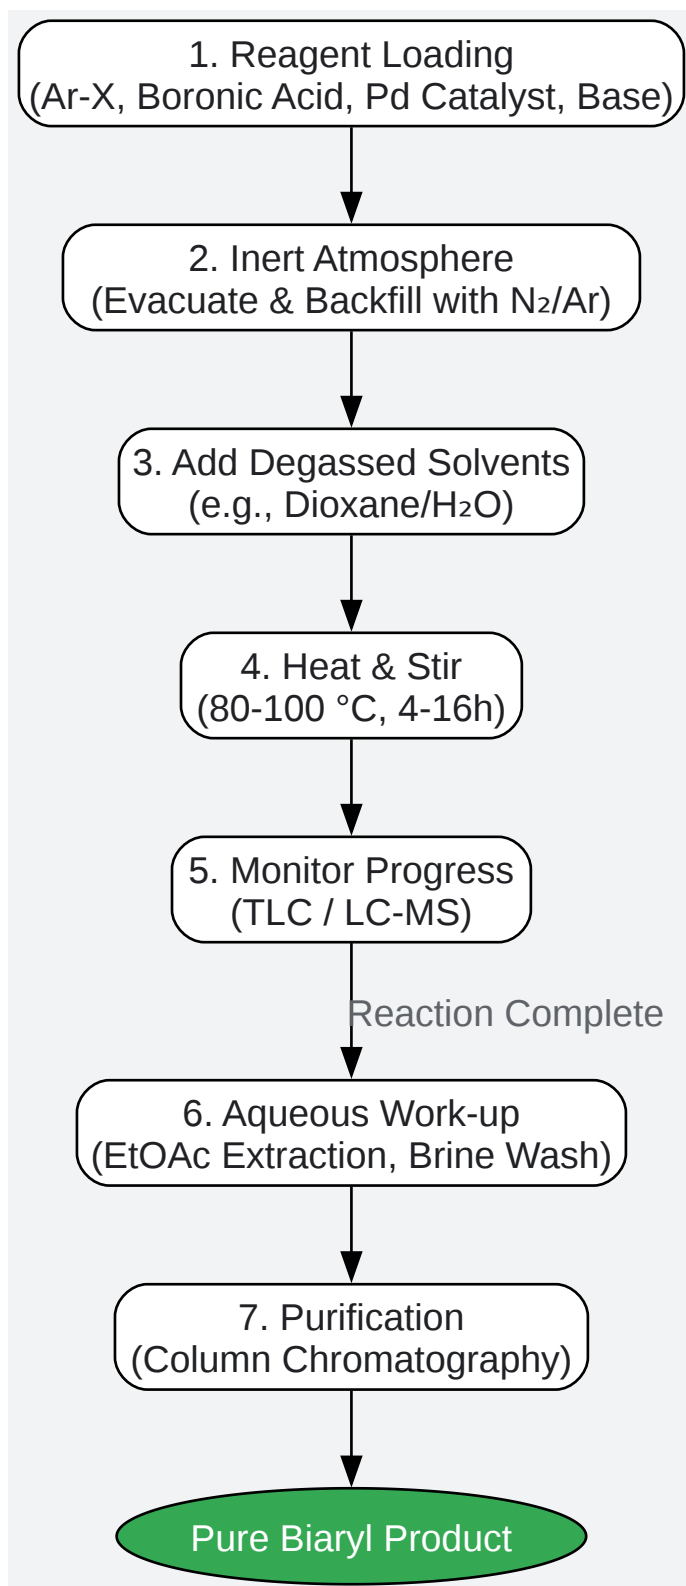 1. Reagent Loading
(Ar-X, Boronic Acid, Pd Catalyst, Base)
2. Inert Atmosphere
(Evacuate & Backfill with N₂/Ar)
3. Add Degassed Solvents
(e.g., Dioxane/H₂O)
4. Heat & Stir
(80-100 °C, 4-16h)
5. Monitor Progress
(TLC / LC-MS)
Reaction Complete
6. Aqueous Work-up
(EtOAc Extraction, Brine Wash)
7. Purification
(Column Chromatography)
Pure Biaryl Product